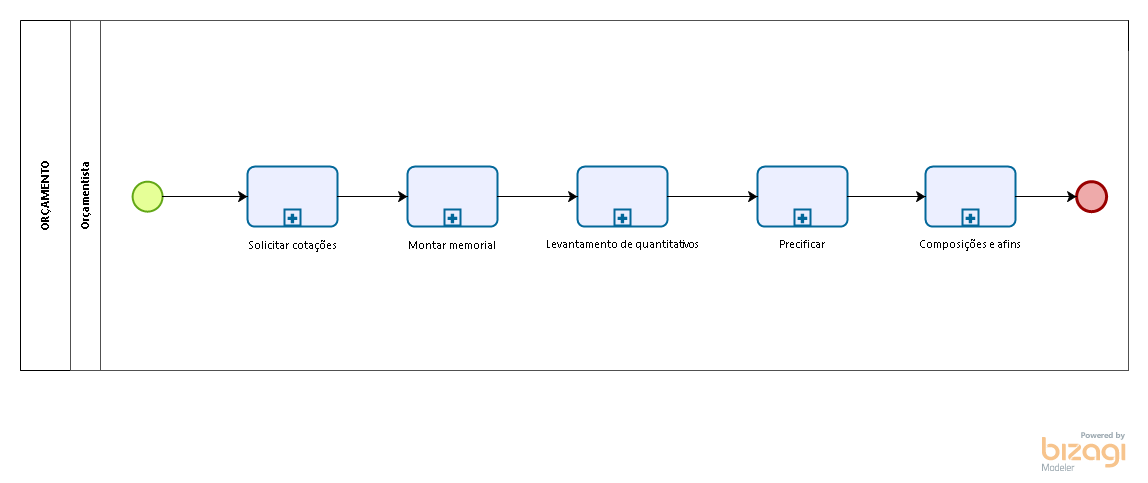 ORÇAMENTO
Orçamentista
Solicitar cotações
Montar memorial
Levantamento de quantitativos
Precificar
Composições e afins
Powered by
bizagi
Modeler